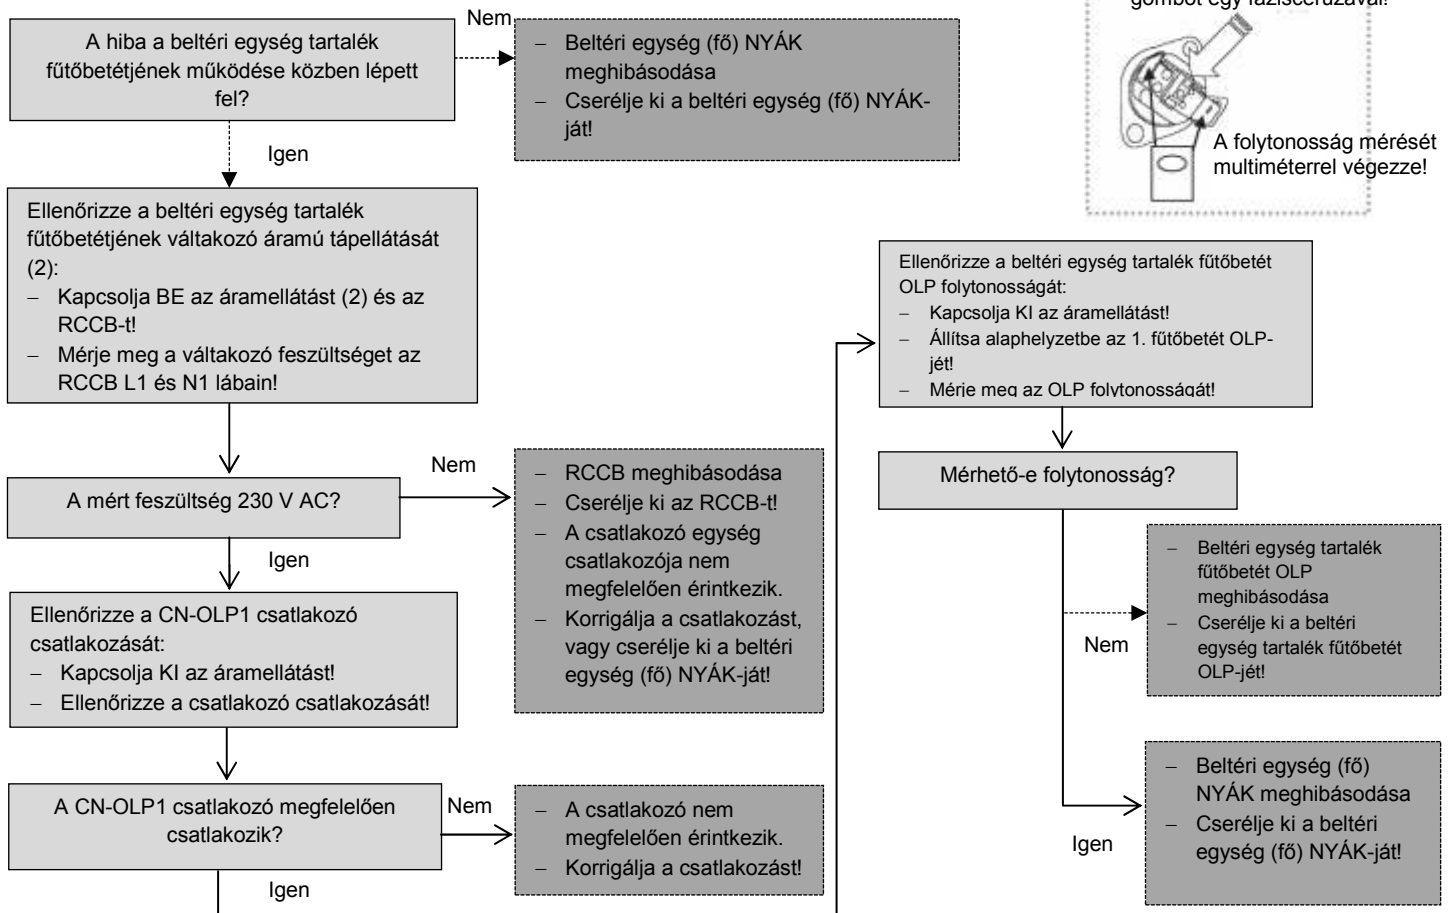 gombot egy fázisceruzával!
A folytonosság mérését
multiméterrel végezze!
A hiba a beltéri egység tartalék
fűtőbetétjének működése közben lépett
fel?
Nem
– Beltéri egység (fő) NYÁK
meghibásodása
– Cserélje ki a beltéri egység (fő) NYÁK-
ját!
Igen
Ellenőrizze a beltéri egység tartalék
fűtőbetétjének váltakozó áramú tápellátását
(2):
– Kapcsolja BE az áramellátást (2) és az
RCCB-t!
– Mérje meg a váltakozó feszültséget az
RCCB L1 és N1 lábain!
A mért feszültség 230 V AC?
Nem
– RCCB meghibásodása
– Cserélje ki az RCCB-t!
– A csatlakozó egység
csatlakozója nem
megfelelően érintkezik.
– Korrigálja a csatlakozást,
vagy cserélje ki a beltéri
egység (fő) NYÁK-ját!
Igen
Ellenőrizze a CN-OLP1 csatlakozó
csatlakozását:
– Kapcsolja KI az áramellátást!
– Ellenőrizze a csatlakozó csatlakozását!
A CN-OLP1 csatlakozó megfelelően
csatlakozik?
Nem
– A csatlakozó nem
megfelelően érintkezik.
– Korrigálja a csatlakozást!
Igen
Ellenőrizze a beltéri egység tartalék fűtőbetét
OLP folytonosságát:
– Kapcsolja KI az áramellátást!
– Állítsa alaphelyzetbe az 1. fűtőbetét OLP-
jét!
– Mérje meg az OLP folytonosságát!
Mérhető-e folytonosság?
Nem
– Beltéri egység tartalék
fűtőbetét OLP
meghibásodása
– Cserélje ki a beltéri
egység tartalék fűtőbetét
OLP-jét!
Igen
– Beltéri egység (fő)
NYÁK meghibásodása
– Cserélje ki a beltéri
egység (fő) NYÁK-ját!